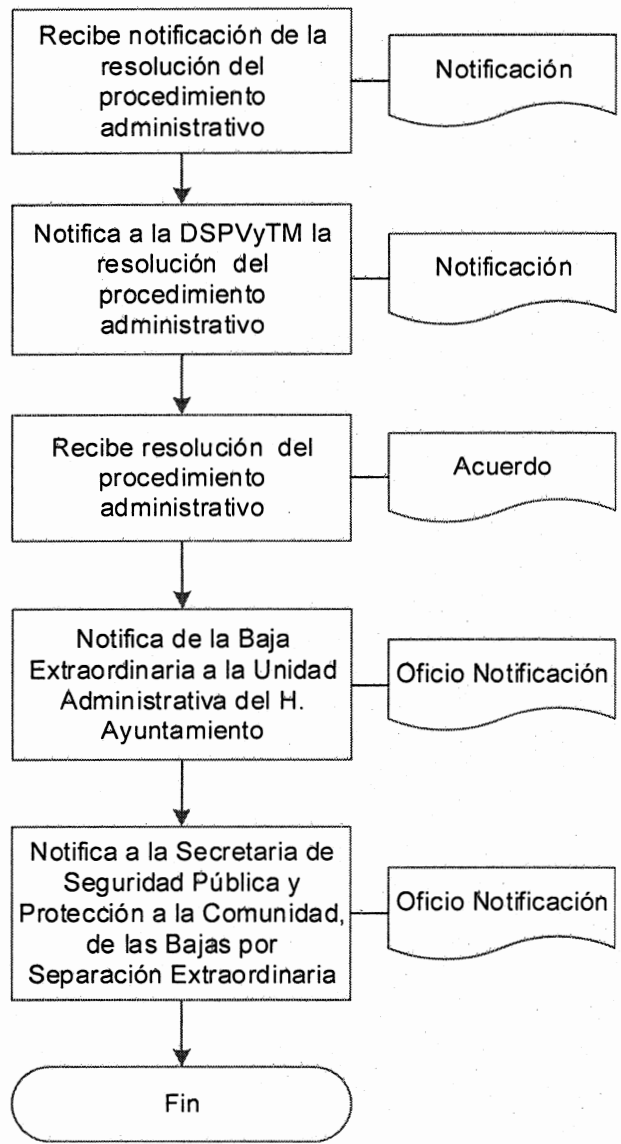 Recibe notificación de la
resolución del
procedimiento
administrativo
Notificación
Notifica a la DSPVyTM la
resolución del
procedimiento
administrativo
Notificación
Recibe resolución del
procedimiento
administrativo
Acuerdo
Notifica de la Baja
Extraordinaria a la Unidad
Administrativa del H.
Ayuntamiento
Oficio Notificación
Notifica a la Secretaria de
Seguridad Pública y
Protección a la Comunidad,
de las Bajas por
Separación Extraordinaria
Oficio Notificación
Fin